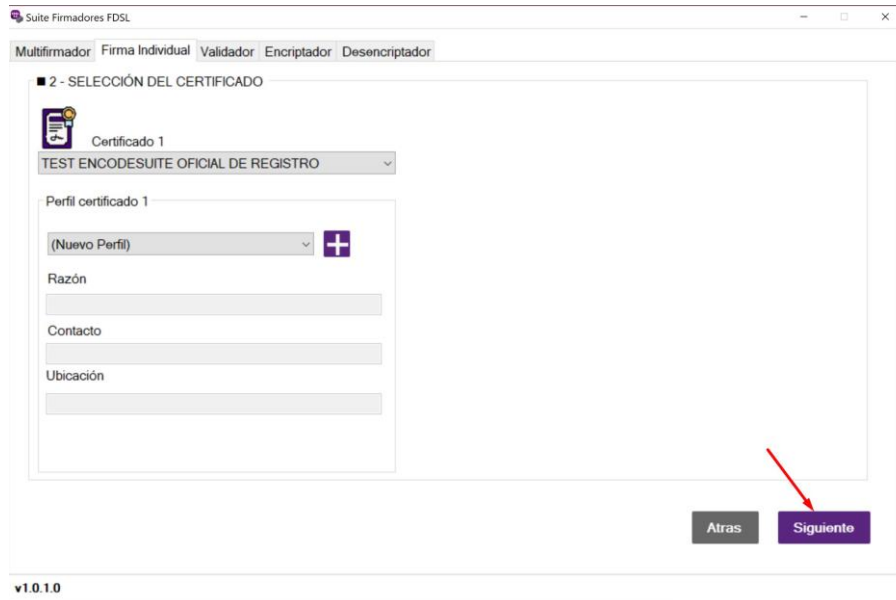 Suite Firmadores FDSL
Multifirmador Firma Individual Validador Encriptador Desencriptador
2 - SELECCIÓN DEL CERTIFICADO
Certificado 1
TEST ENCODESUITE OFICIAL DE REGISTRO
Perfil certificado 1
(Nuevo Perfil)
Razón
Contacto
Ubicación
Atras Siguiente
v1.0.1.0